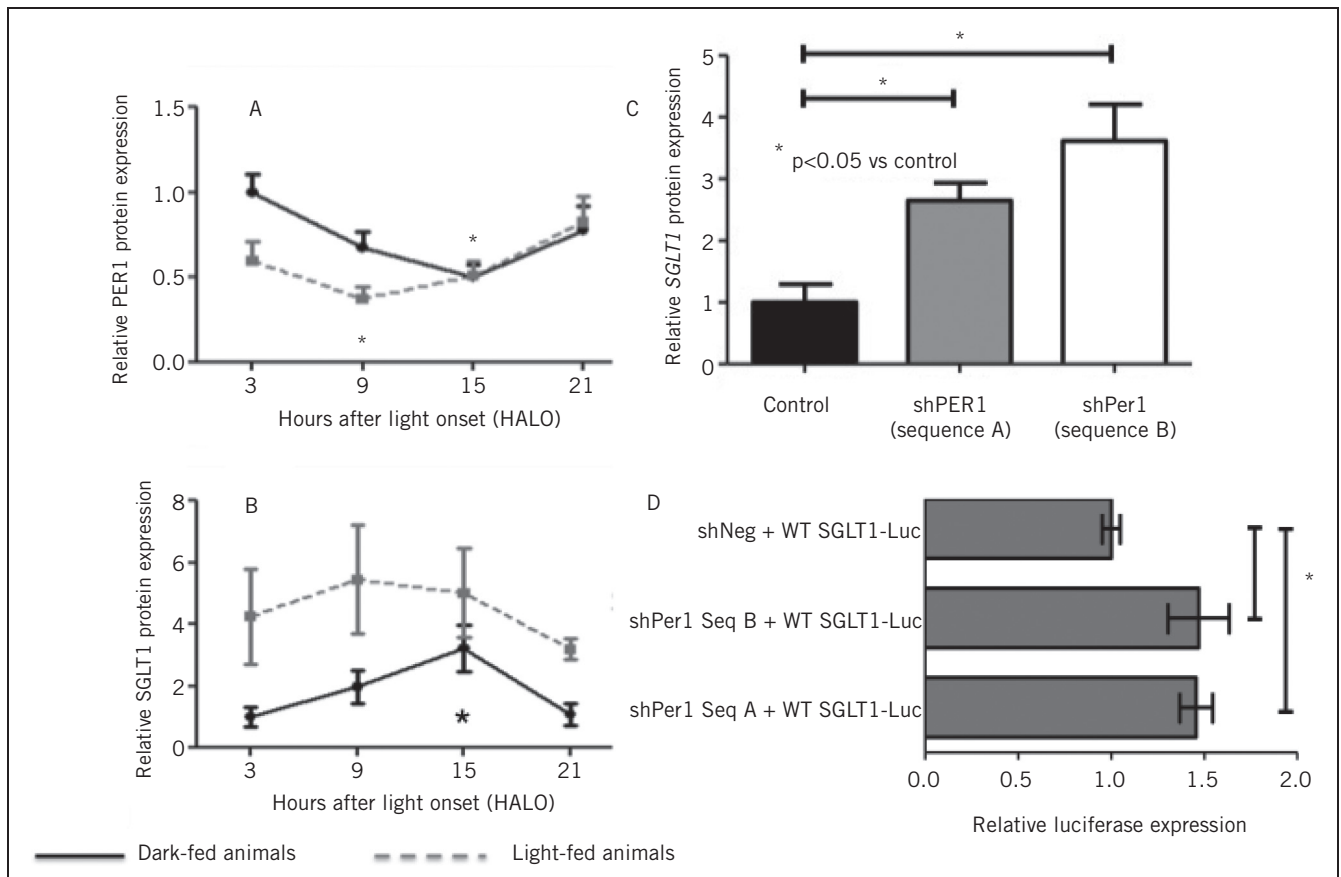 A
Relative PER1 protein expression
1.5
1.0
0.5
0.0
*
*
3 9 15 21
Hours after light onset (HALO)
C
Relative SGLT1 protein expression
5
4
3
2
1
0
*
*
* p<0.05 vs control
Control
shPER1
(sequence A)
shPer1
(sequence B)
B
Relative SGLT1 protein expression
8
6
4
2
0
*
3 9 15 21
Hours after light onset (HALO)
D
shNeg + WT SGLT1-Luc
shPer1 Seq B + WT SGLT1-Luc
shPer1 Seq A + WT SGLT1-Luc
*
0.0 0.5 1.0 1.5 2.0
Relative luciferase expression
Dark-fed animals
Light-fed animals